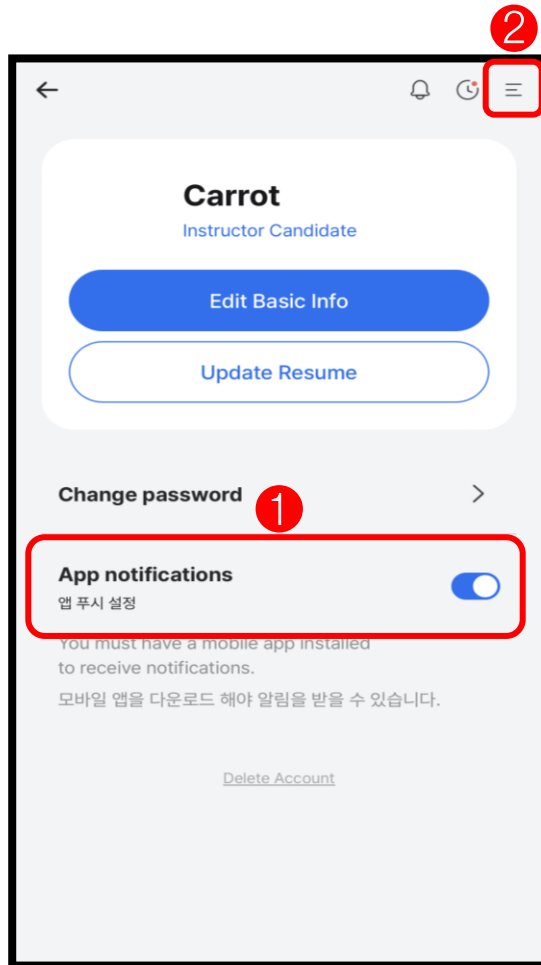 2
Carrot
Instructor Candidate
Edit Basic Info
Update Resume
Change password
1
App notifications
앱 푸시 설정
You must have a mobile app installed
to receive notifications.
모바일 앱을 다운로드 해야 알림을 받을 수 있습니다.
Delete Account